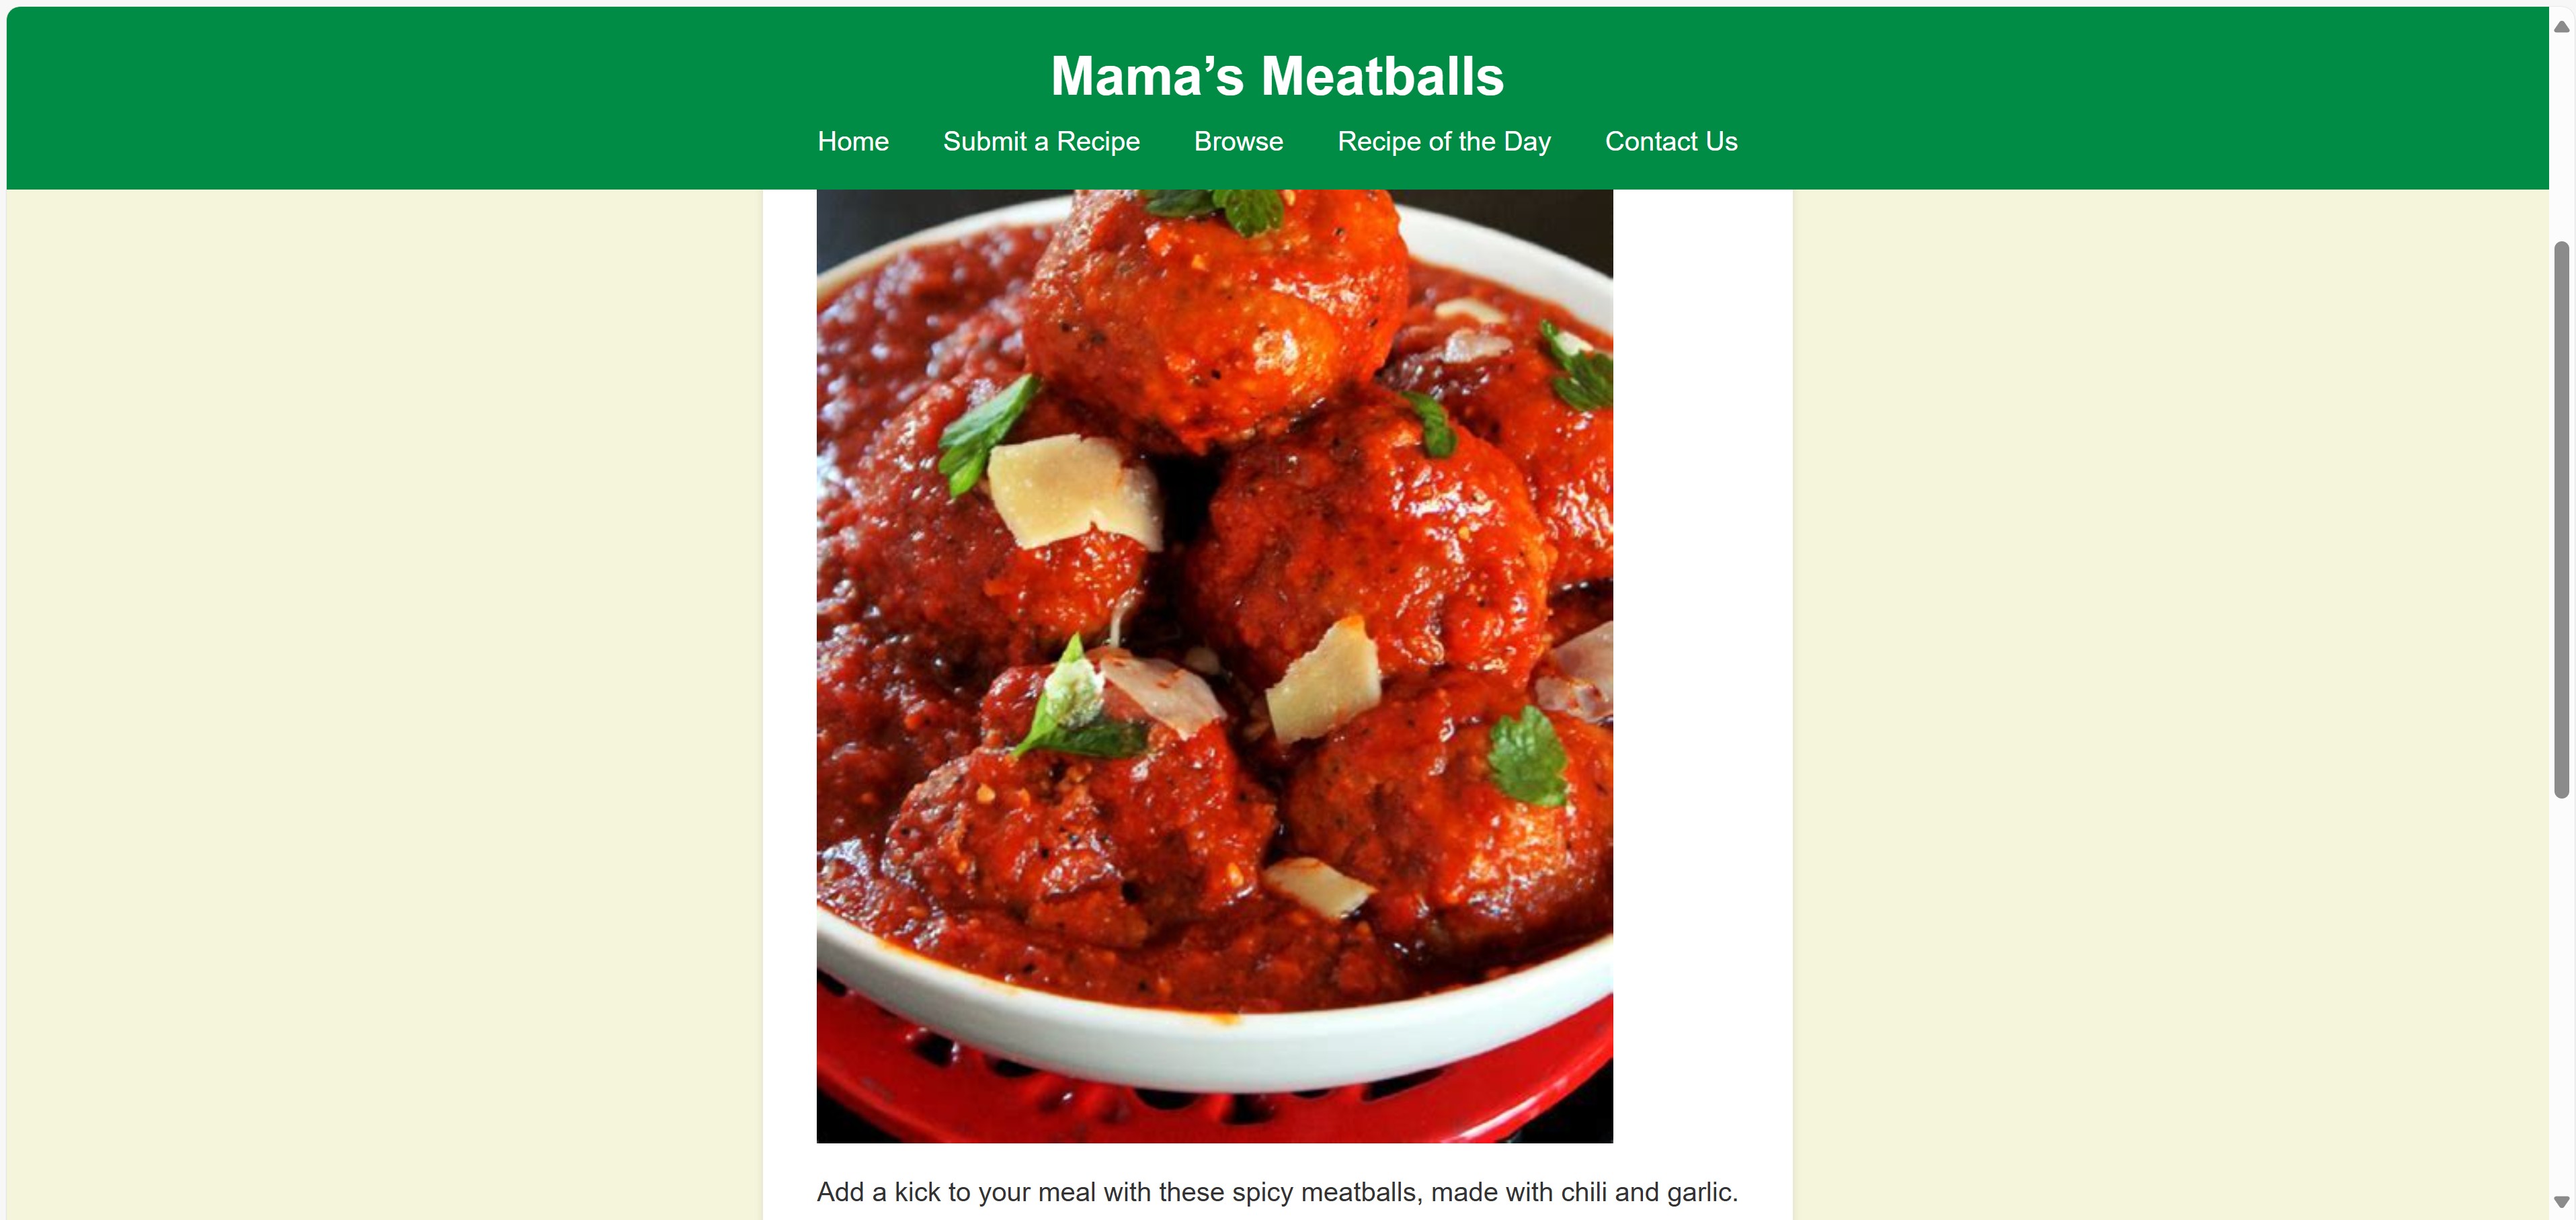 Mama’s Meatballs
Home Submit a Recipe Browse Recipe of the Day Contact Us
Add a kick to your meal with these spicy meatballs, made with chili and garlic.